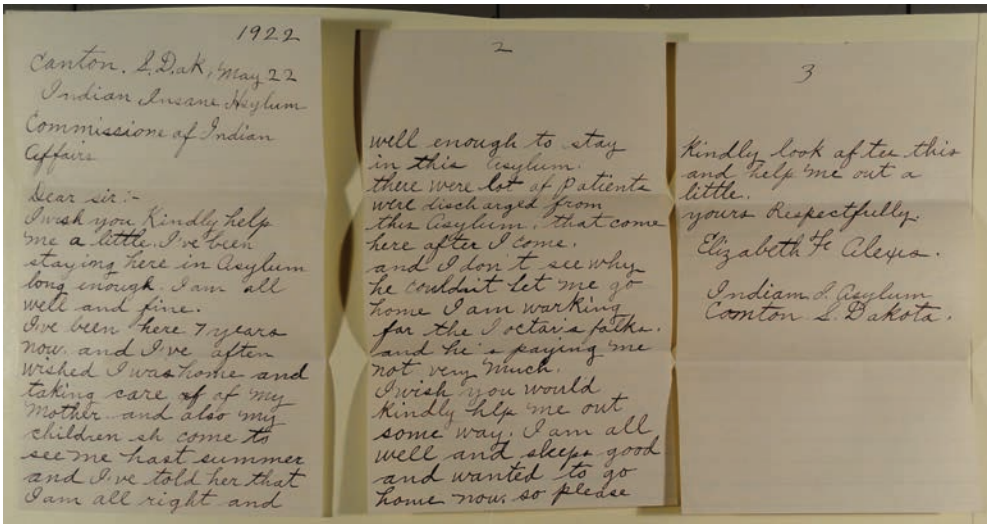 1922
Canton. S. Dak, May 22
Indian Insane Asylum
Commissione of Indian
Affairs
Dear sir:-
I wish you Kindly help
me a little. I've been
staying here in Asylum
long enough. I am all
well and fine.
I've been here 7 years
now. and I've often
wished I was home and
taking care of of my
Mother and also my
children sh come to
see me hast summer
and I've told her that
I am all right and
2
well enough to stay
in this asylum.
there were lot of patients
were discharged from
this Asylum. that come
here after I come.
and I don't see why
he couldn't let me go
home I am warking
for the Doctar's folks.
and he's paying me
not very much.
I wish you would
kindly help me out
some way. I am all
well and sleeps good
and wanted to go
home now. so please
3
Kindly look after this
and help me out a
little.
yours Respectfully.
Elizabeth Alexis.
Indian I. Asylum
Canton S. Dakota.